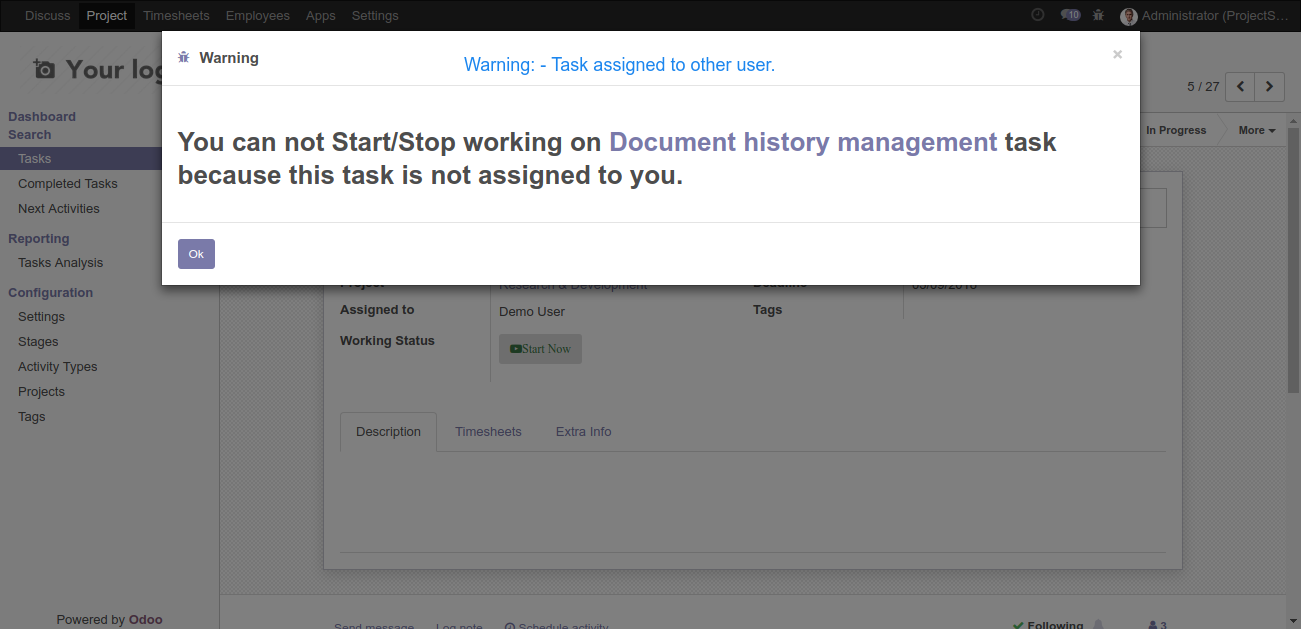 Discuss Project Timesheets Employees Apps Settings 10 Administrator (ProjectS...
Your log
Warning
Warning: - Task assigned to other user.
×
5 / 27
Dashboard
Search
Tasks
Completed Tasks
Next Activities
Reporting
Tasks Analysis
Configuration
Settings
Stages
Activity Types
Projects
Tags
Powered by Odoo
In Progress More
You can not Start/Stop working on Document history management task
because this task is not assigned to you.
Ok
Project Research & Development Deadline
Assigned to Demo User Tags
Working Status Start Now
Description Timesheets Extra Info
Send message Log note Schedule activity Following 3